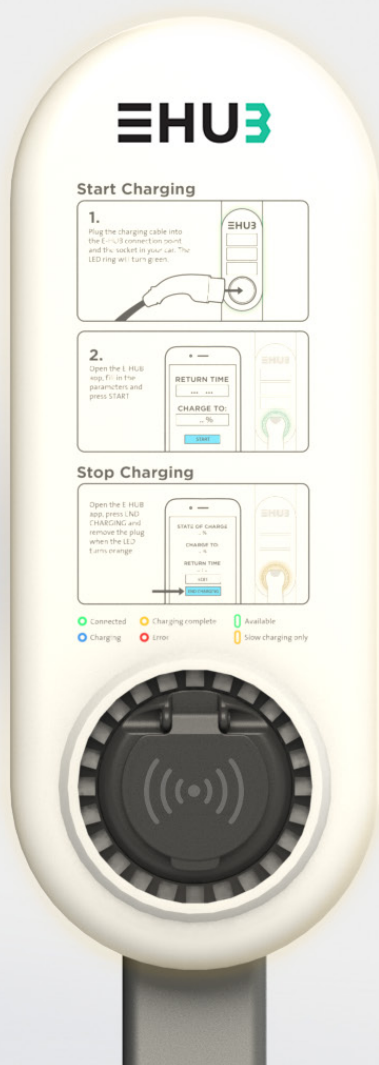 EHUB
Start Charging
1.
Plug the charging cable into
the E-HUB connection point
and the socket in your car. The
LED ring will turn green.
EHUB
2.
Open the E HUB
app, fill in the
parameters and
press START
RETURN TIME
CHARGE TO:
.. %
START
EHUB
Stop Charging
Open the E HUB
app, press END
CHARGING and
remove the plug
when the LED
turns orange
STATE OF CHARGE
.. %
CHARGE TO:
.. %
RETURN TIME
END CHARGING
EHUB
Connected
Charging complete
Available
Charging
Error
Slow charging only